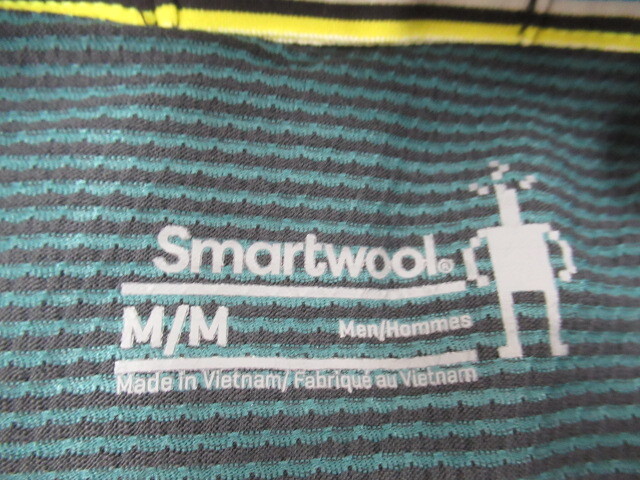 Smartwool®
M/M
Men/Hommes
Made in Vietnam/ Fabrique au Vietnam